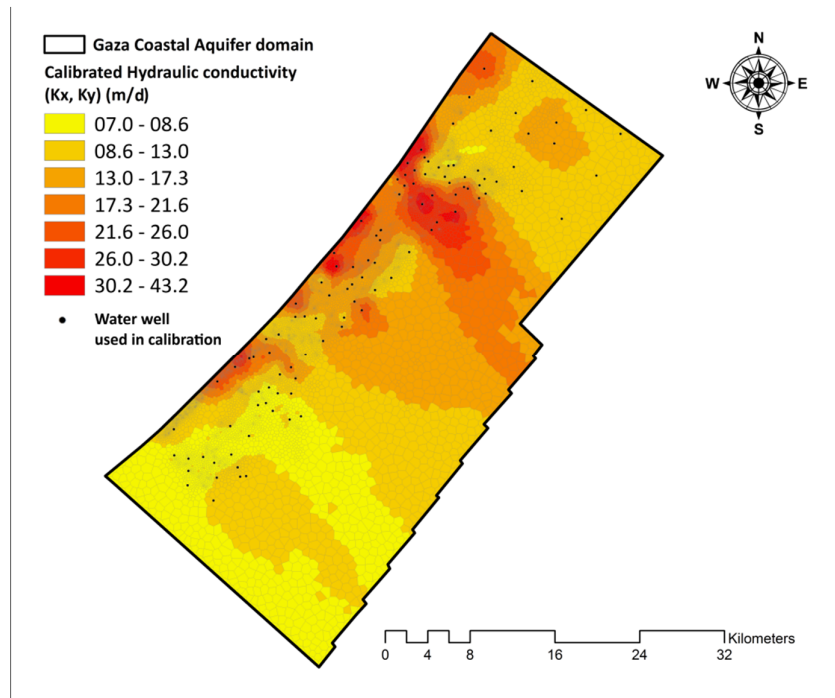 Gaza Coastal Aquifer domain
Calibrated Hydraulic conductivity
(Kx, Ky) (m/d)
07.0 - 08.6
08.6 - 13.0
13.0 - 17.3
17.3 - 21.6
21.6 - 26.0
26.0 - 30.2
30.2 - 43.2
Water well
used in calibration
N
W E
S
Kilometers
0 4 8 16 24 32